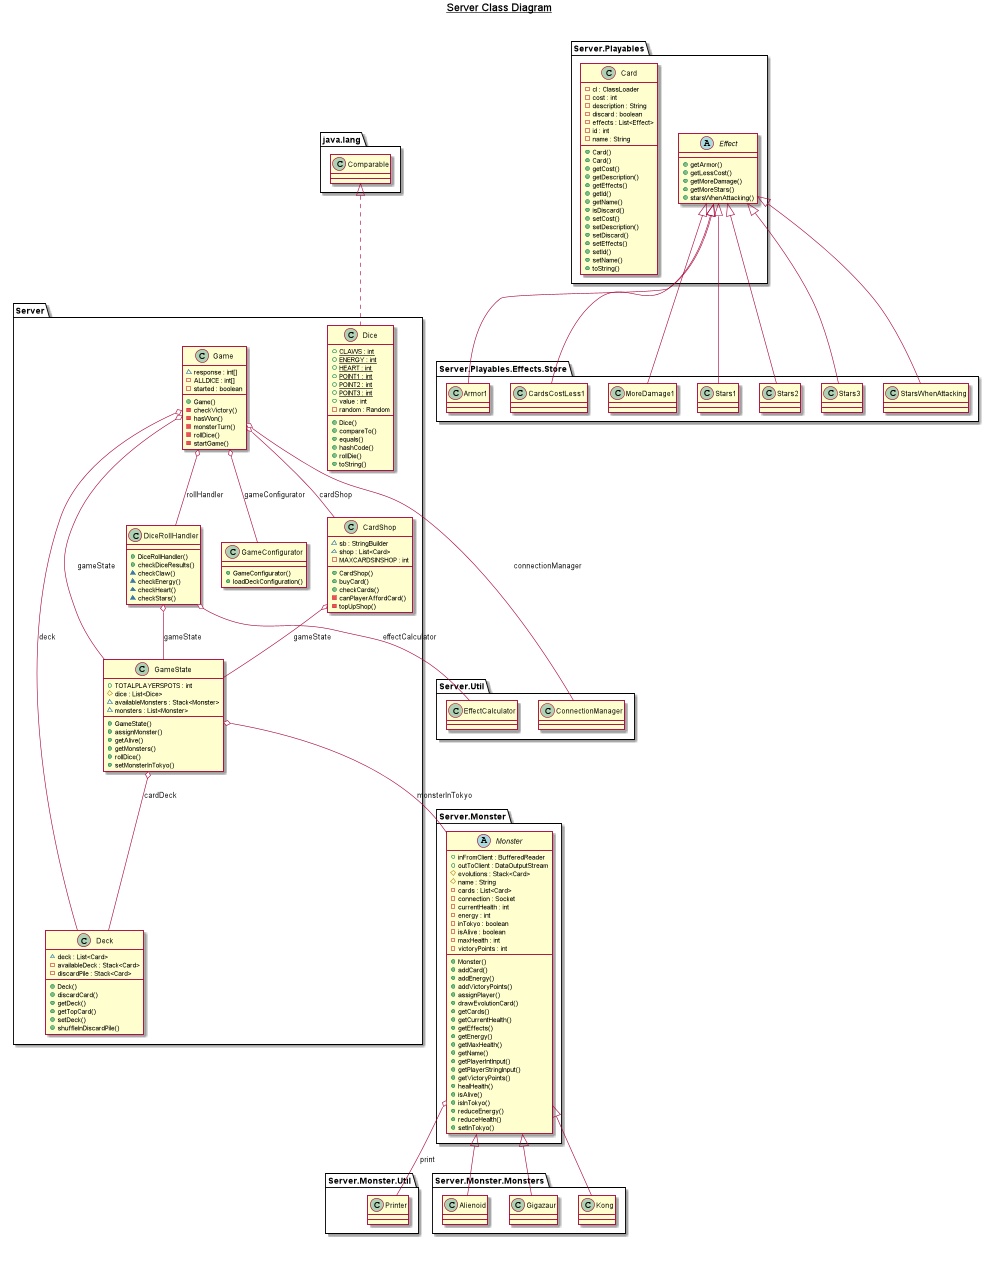 Server Class Diagram
Server.Playables
C Card
cl : ClassLoader
cost : int
description : String
discard : boolean
effects : List<Effect>
id : int
name : String
Card()
Card()
getCost()
getDescription()
getEffects()
getId()
getName()
isDiscard()
setCost()
setDescription()
setDiscard()
setEffects()
setId()
setName()
toString()
A Effect
getArmor()
getLessCost()
getMoreDamage()
getMoreStars()
starsWhenAttacking()
java.lang
C Comparable
Server
C Dice
CLAWS : int
ENERGY : int
HEART : int
POINT1 : int
POINT2 : int
POINT3 : int
value : int
random : Random
Dice()
compareTo()
equals()
hashCode()
rollDie()
toString()
C Game
response : int[]
ALLDICE : int[]
started : boolean
Game()
checkVictory()
hasWon()
monsterTurn()
rollDice()
startGame()
Server.Playables.Effects.Store
C Armor1
C CardsCostLess1
C MoreDamage1
C Stars1
C Stars2
C Stars3
C StarsWhenAttacking
rollHandler
gameConfigurator
cardShop
C DiceRollHandler
DiceRollHandler()
checkDiceResults()
checkClaw()
checkEnergy()
checkHeart()
checkStars()
C GameConfigurator
GameConfigurator()
loadDeckConfiguration()
C CardShop
sb : StringBuilder
shop : List<Card>
MAXCARDSINSHOP : int
CardShop()
buyCard()
checkCards()
canPlayerAffordCard()
topUpShop()
gameState
connectionManager
deck
gameState
gameState
effectCalculator
C GameState
TOTALPLAYERSPOTS : int
dice : List<Dice>
availableMonsters : Stack<Monster>
monsters : List<Monster>
GameState()
assignMonster()
getAlive()
getMonsters()
rollDice()
setMonsterInTokyo()
Server.Util
C EffectCalculator
C ConnectionManager
cardDeck
monsterInTokyo
Server.Monster
A Monster
inFromClient : BufferedReader
outToClient : DataOutputStream
evolutions : Stack<Card>
name : String
cards : List<Card>
connection : Socket
currentHealth : int
energy : int
inTokyo : boolean
isAlive : boolean
maxHealth : int
victoryPoints : int
Monster()
addCard()
addEnergy()
addVictoryPoints()
assignPlayer()
drawEvolutionCard()
getCards()
getCurrentHealth()
getEffects()
getEnergy()
getMaxHealth()
getName()
getPlayerIntInput()
getPlayerStringInput()
getVictoryPoints()
healHealth()
isAlive()
isInTokyo()
reduceEnergy()
reduceHealth()
setInTokyo()
C Deck
deck : List<Card>
availableDeck : Stack<Card>
discardPile : Stack<Card>
Deck()
discardCard()
getDeck()
getTopCard()
setDeck()
shuffleInDiscardPile()
print
Server.Monster.Util
C Printer
Server.Monster.Monsters
C Alienoid
C Gigazaur
C Kong